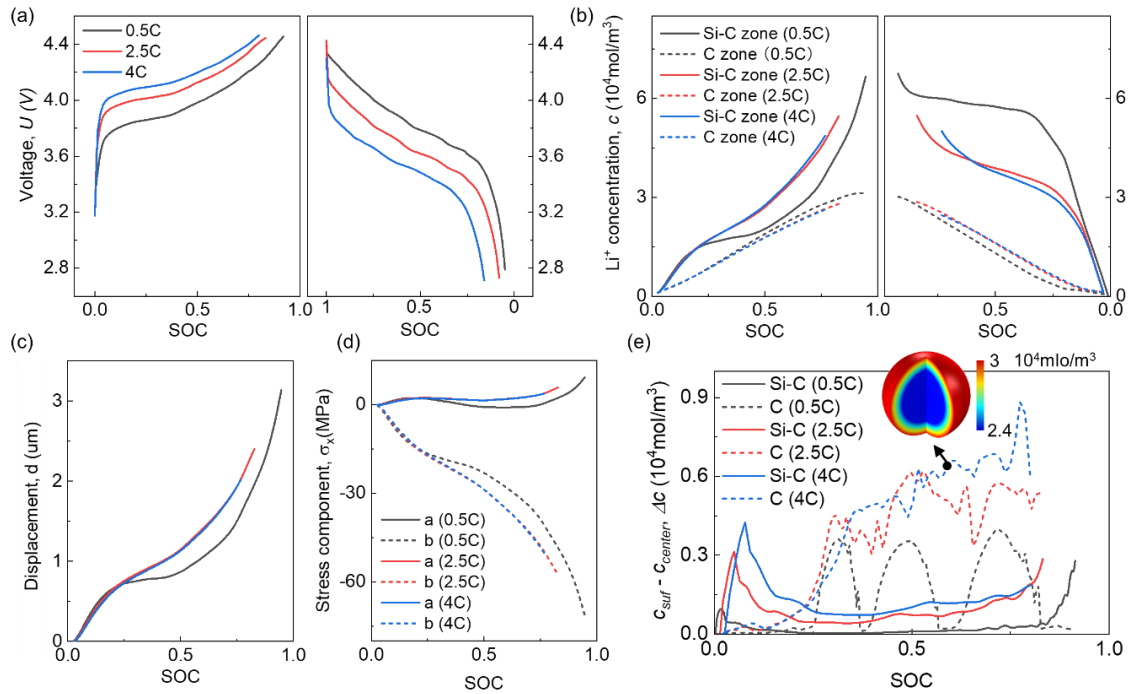 (a)
0.5C
2.5C
4C
4.4
4.0
3.6
3.2
2.8
Voltage, U (V)
0.0
0.5
1.0
SOC
4.4
4.0
3.6
3.2
2.8
1
0.5
0
SOC
(b)
Si-C zone (0.5C)
C zone (0.5C)
Si-C zone (2.5C)
C zone (2.5C)
Si-C zone (4C)
C zone (4C)
6
3
0
Li⁺ concentration, c (10⁴mol/m³)
0.0
0.5
1.0
SOC
6
3
0
0.5
0.0
SOC
(c)
3
2
1
0
Displacement, d (um)
0.0
0.5
1.0
SOC
(d)
0
-30
-60
Stress component, σₓ(MPa)
a (0.5C)
b (0.5C)
a (2.5C)
b (2.5C)
a (4C)
b (4C)
0.0
0.5
1.0
SOC
(e)
Si-C (0.5C)
C (0.5C)
Si-C (2.5C)
C (2.5C)
Si-C (4C)
C (4C)
3
10⁴mlo/m³
2.4
0.9
0.6
0.3
0.0
c_suf - c_center, Δc (10⁴mol/m³)
0.0
0.5
1.0
SOC